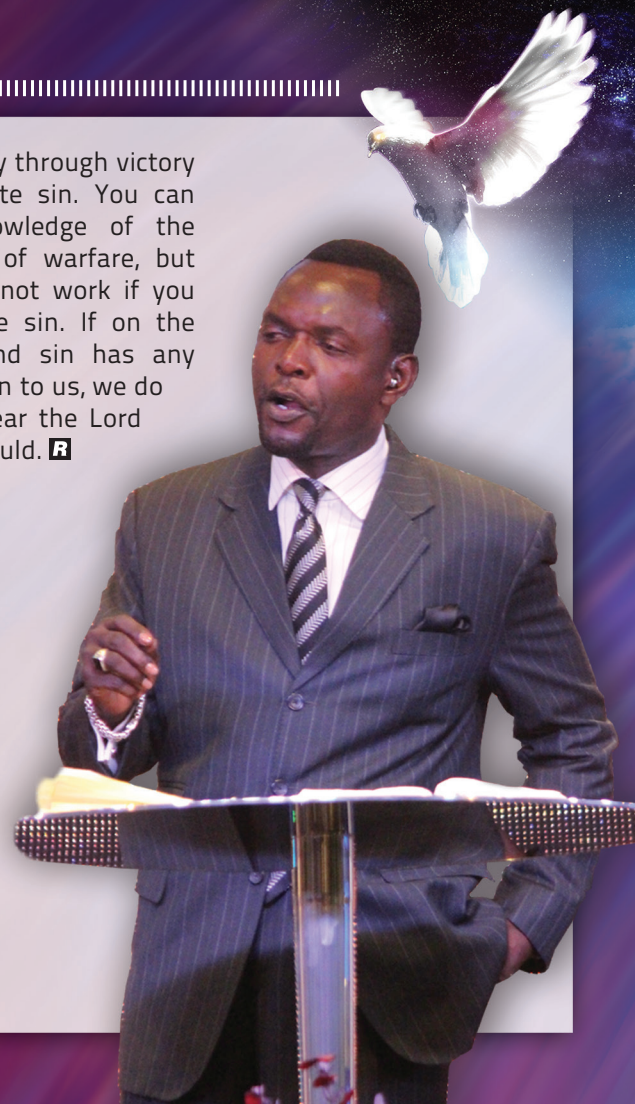 y through victory
te sin. You can
owledge of the
of warfare, but
not work if you
e sin. If on the
nd sin has any
n to us, we do
ear the Lord
uld. R